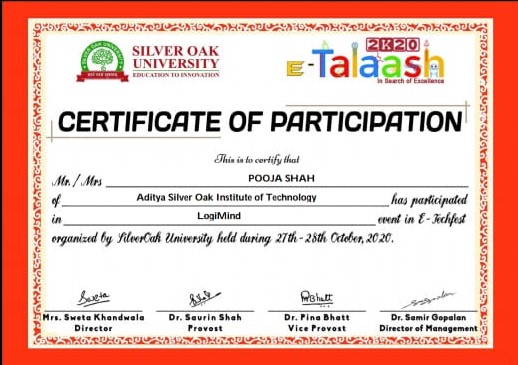 SILVER OAK UNIVERSITY
SILVER OAK
UNIVERSITY
EDUCATION TO INNOVATION
2K20
E-Talaash
In Search of Excellence
CERTIFICATE OF PARTICIPATION
This is to certify that
Mr. / Mrs POOJA SHAH
of Aditya Silver Oak Institute of Technology has participated
in LogiMind event in E-Techfest
organized by SilverOak University held during 27th-28th October, 2020.
Mrs. Sweta Khandwala Dr. Saurin Shah Dr. Pina Bhatt Dr. Samir Gopalan
Director Provost Vice Provost Director of Management